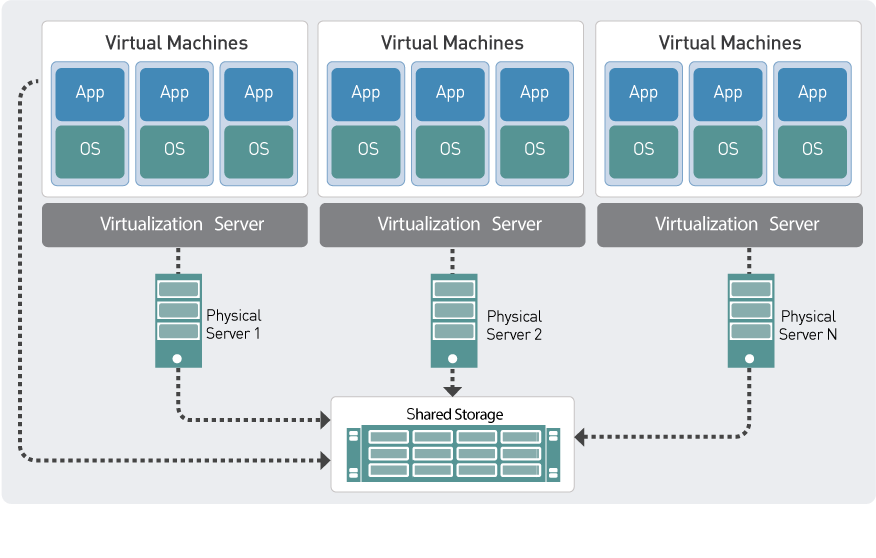 Virtual Machines
App
App
App
OS
OS
OS
Virtualization Server
Virtual Machines
App
App
App
OS
OS
OS
Virtualization Server
Virtual Machines
App
App
App
OS
OS
OS
Virtualization Server
Physical
Server 1
Physical
Server 2
Physical
Server N
Shared Storage